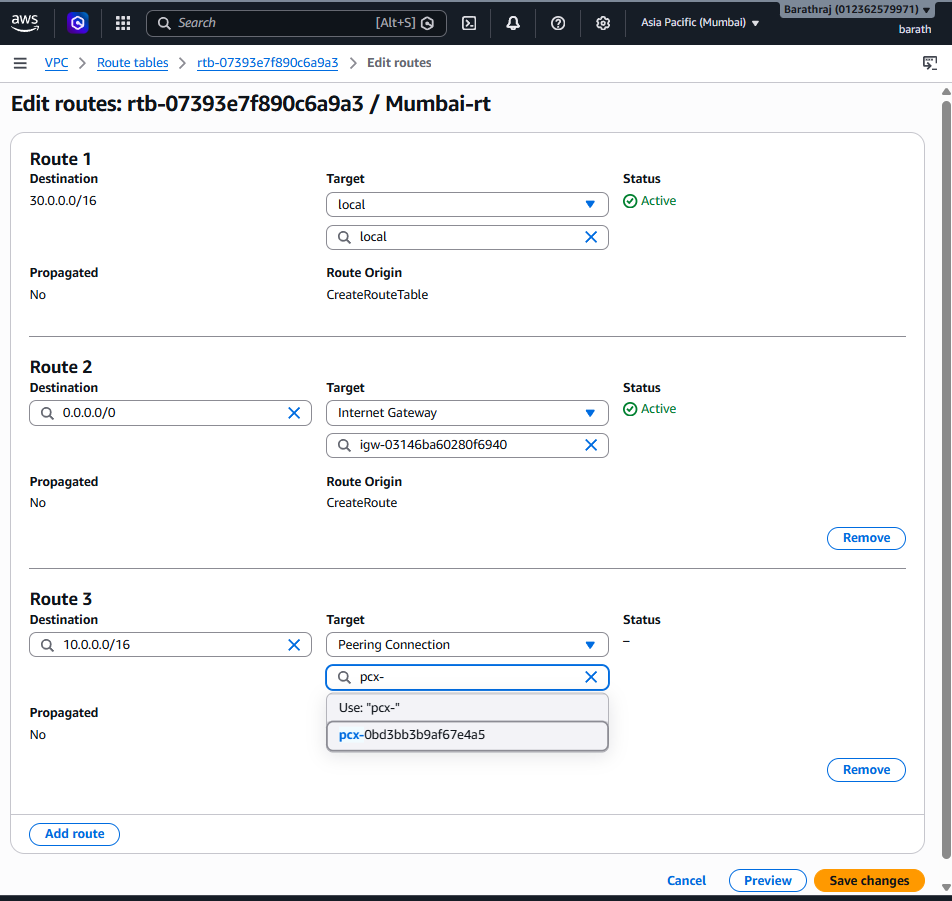 aws
Search [Alt+S]
Asia Pacific (Mumbai)
Barathraj (012362579971)
barath
VPC > Route tables > rtb-07393e7f890c6a9a3 > Edit routes
Edit routes: rtb-07393e7f890c6a9a3 / Mumbai-rt
Route 1
Destination Target Status
30.0.0.0/16 local Active
local
Propagated Route Origin
No CreateRouteTable
Route 2
Destination Target Status
0.0.0.0/0 Internet Gateway Active
igw-03146ba60280f6940
Propagated Route Origin
No CreateRoute
Remove
Route 3
Destination Target Status
10.0.0.0/16 Peering Connection –
pcx-
Use: "pcx-"
Propagated
No pcx-0bd3bb3b9af67e4a5
Remove
Add route
Cancel Preview Save changes